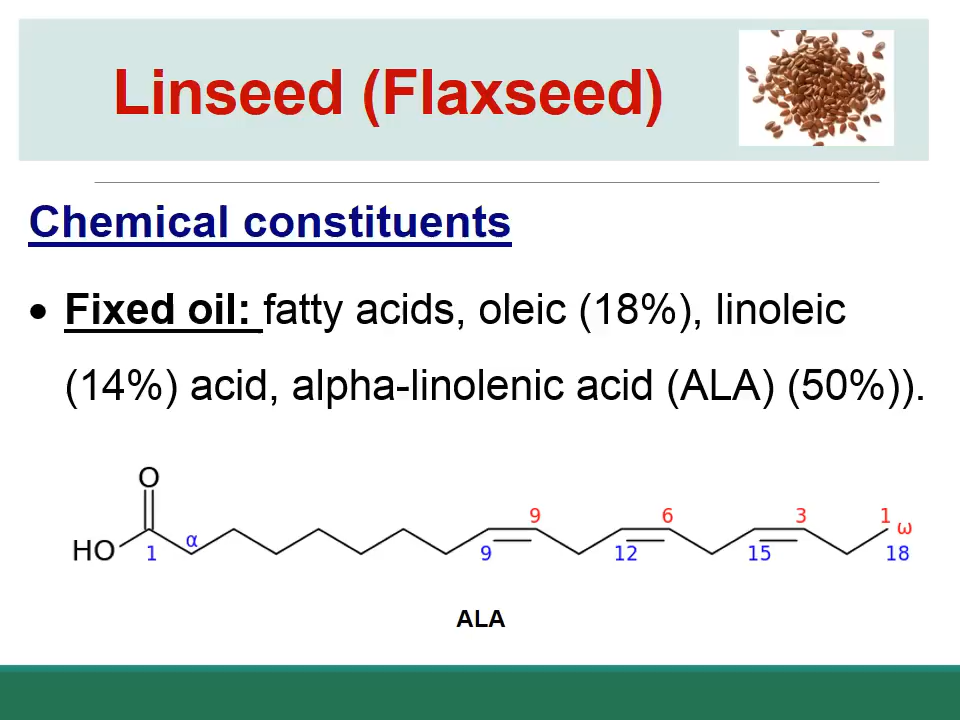 Linseed (Flaxseed)
Chemical constituents
• Fixed oil: fatty acids, oleic (18%), linoleic
(14%) acid, alpha-linolenic acid (ALA) (50%)).
O
9 6 3 1 ω
HO 1 α 9 12 15 18
ALA